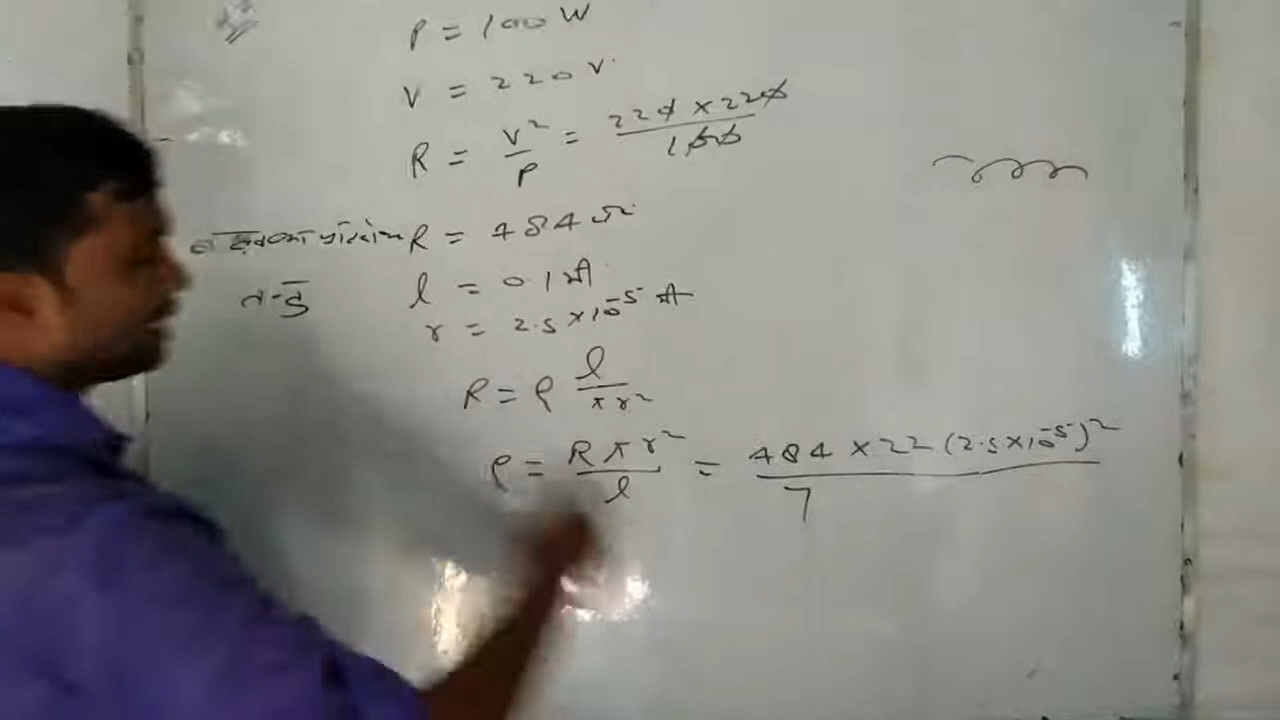 P = 100 W
V = 220 V
R = V² / P = 220 × 220 / 100
R = 484 Ω
l = 0.1 मी
r = 2.5 × 10⁻⁵ मी
R = ρ l / πr²
ρ = R π r² / l = 484 × 22 (2.5 × 10⁻⁵)² / 7